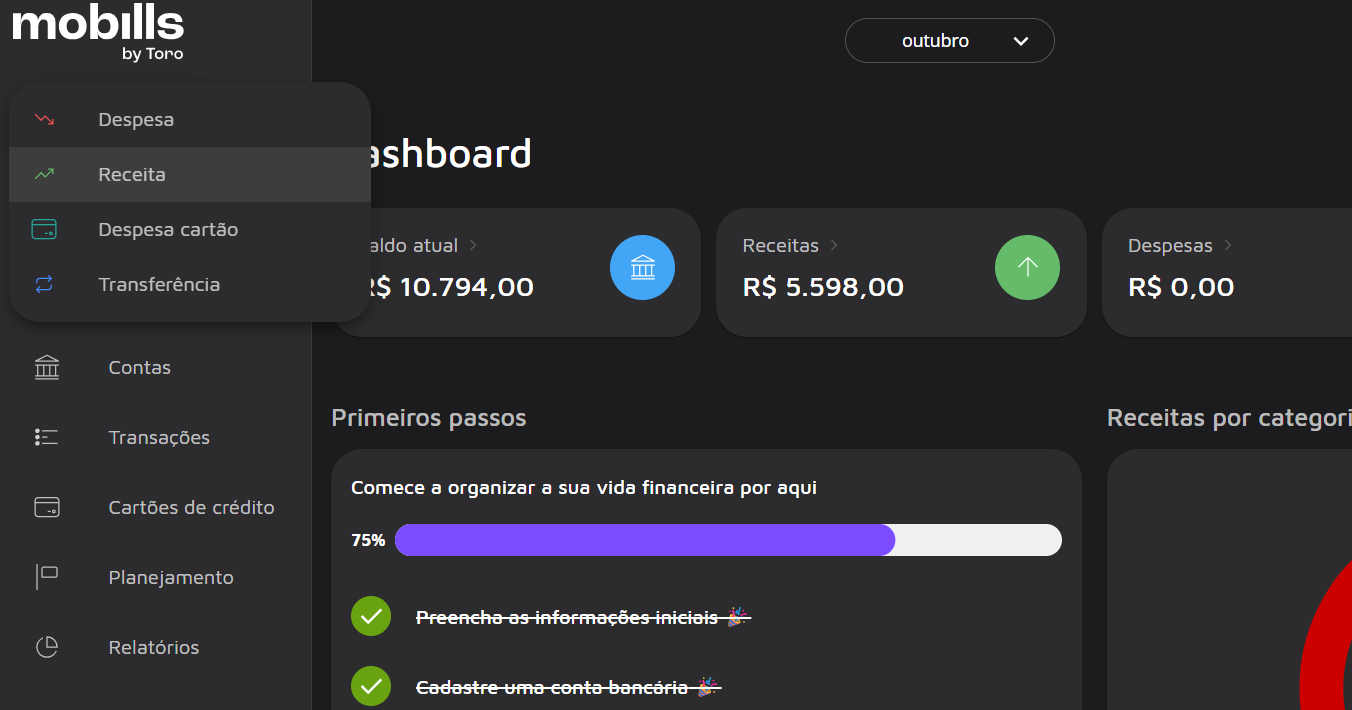 mobills
by Toro
outubro
Despesa
Receita
Despesa cartão
Transferência
ashboard
aldo atual
R$ 10.794,00
Receitas
R$ 5.598,00
Despesas
R$ 0,00
Contas
Transações
Cartões de crédito
Planejamento
Relatórios
Primeiros passos
Comece a organizar a sua vida financeira por aqui
75%
Preencha as informações iniciais 🎉
Cadastre uma conta bancária 🎉
Receitas por categori